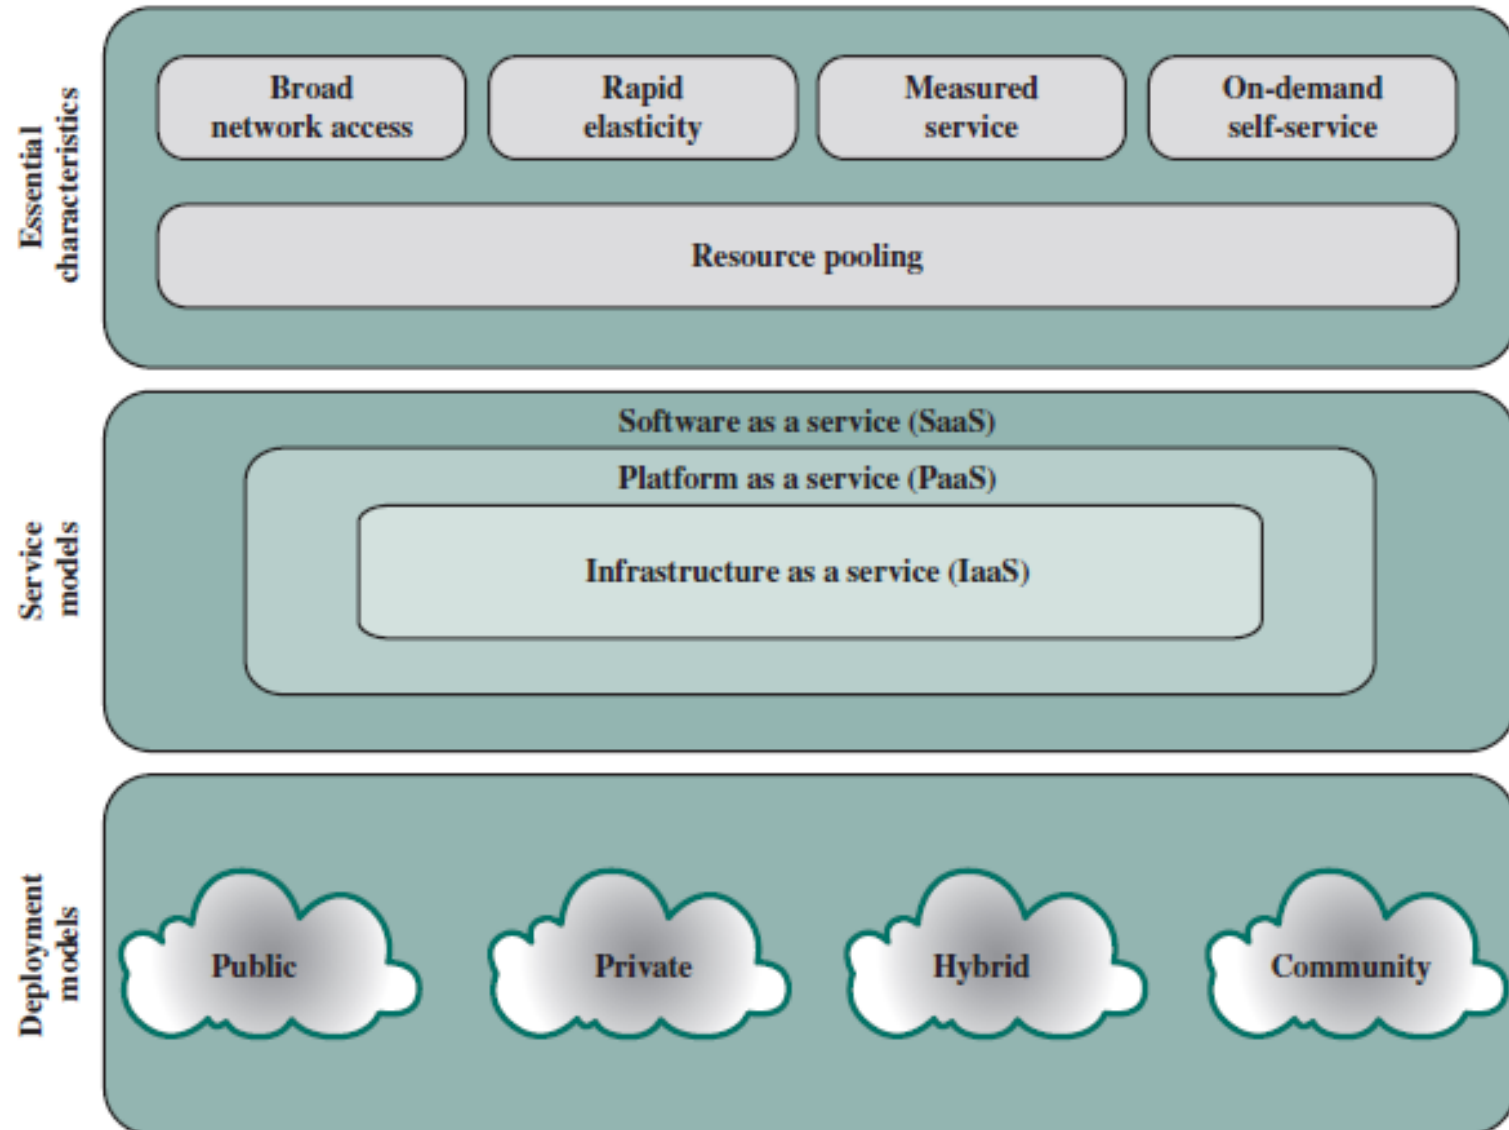 Essential
characteristics
Broad
network access
Rapid
elasticity
Measured
service
On-demand
self-service
Resource pooling
Service
models
Software as a service (SaaS)
Platform as a service (PaaS)
Infrastructure as a service (IaaS)
Deployment
models
Public
Private
Hybrid
Community